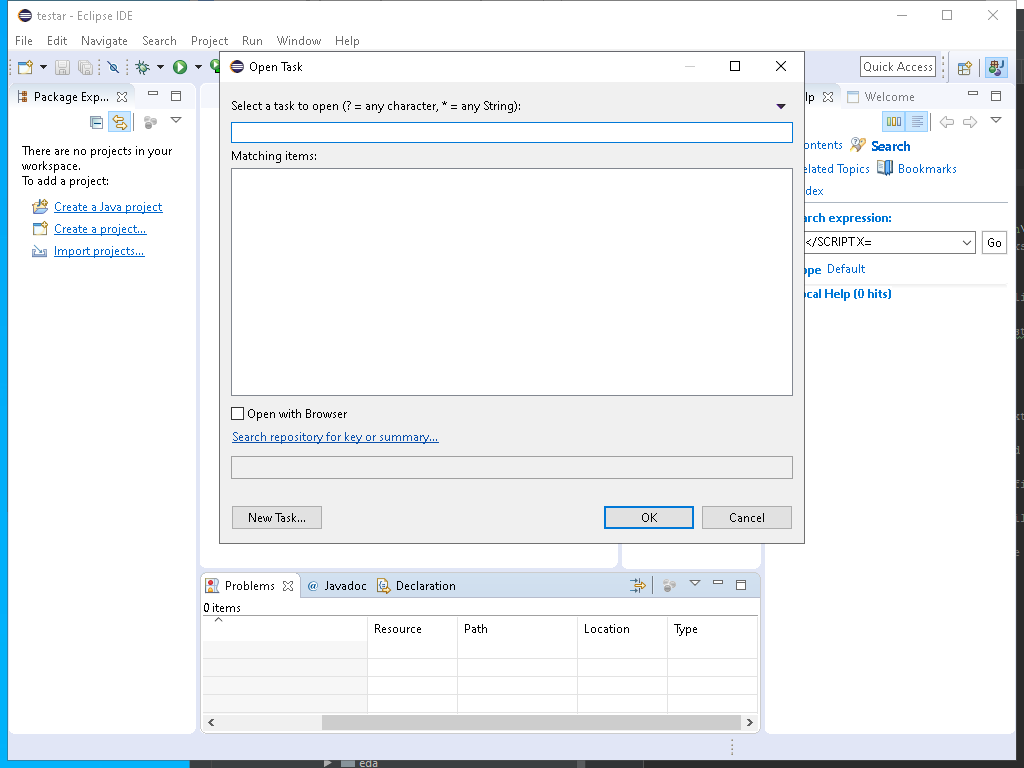 testar - Eclipse IDE
File Edit Navigate Search Project Run Window Help
Quick Access
Package Exp...
There are no projects in your
workspace.
To add a project:
Create a Java project
Create a project...
Import projects...
Open Task
Select a task to open (? = any character, * = any String):
Matching items:
Open with Browser
Search repository for key or summary...
New Task... OK Cancel
lp Welcome
ontents Search
elated Topics Bookmarks
dex
arch expression:
</SCRIPTX= Go
ope Default
ocal Help (0 hits)
Problems @ Javadoc Declaration
0 items
Resource Path Location Type
eda